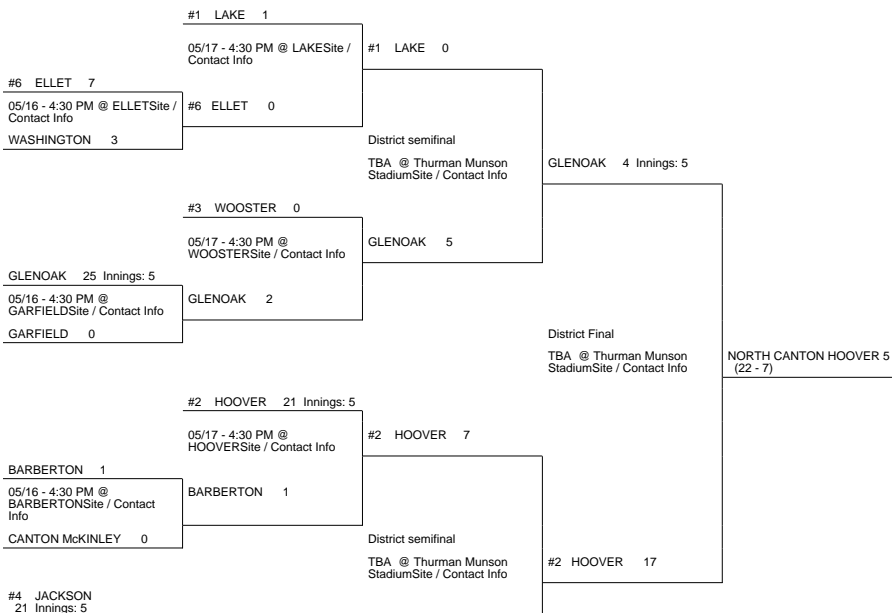 #1 LAKE 1
05/17 - 4:30 PM @ LAKESite /
Contact Info
#1 LAKE 0
#6 ELLET 7
05/16 - 4:30 PM @ ELLETSite /
Contact Info
#6 ELLET 0
WASHINGTON 3
District semifinal
TBA @ Thurman Munson
StadiumSite / Contact Info
GLENOAK 4 Innings: 5
#3 WOOSTER 0
05/17 - 4:30 PM @
WOOSTERSite / Contact Info
GLENOAK 5
GLENOAK 25 Innings: 5
05/16 - 4:30 PM @
GARFIELDSite / Contact Info
GLENOAK 2
GARFIELD 0
District Final
TBA @ Thurman Munson
StadiumSite / Contact Info
NORTH CANTON HOOVER 5
(22 - 7)
#2 HOOVER 21 Innings: 5
05/17 - 4:30 PM @
HOOVERSite / Contact Info
#2 HOOVER 7
BARBERTON 1
05/16 - 4:30 PM @
BARBERTONSite / Contact
Info
BARBERTON 1
CANTON McKINLEY 0
District semifinal
TBA @ Thurman Munson
StadiumSite / Contact Info
#2 HOOVER 17
#4 JACKSON
21 Innings: 5